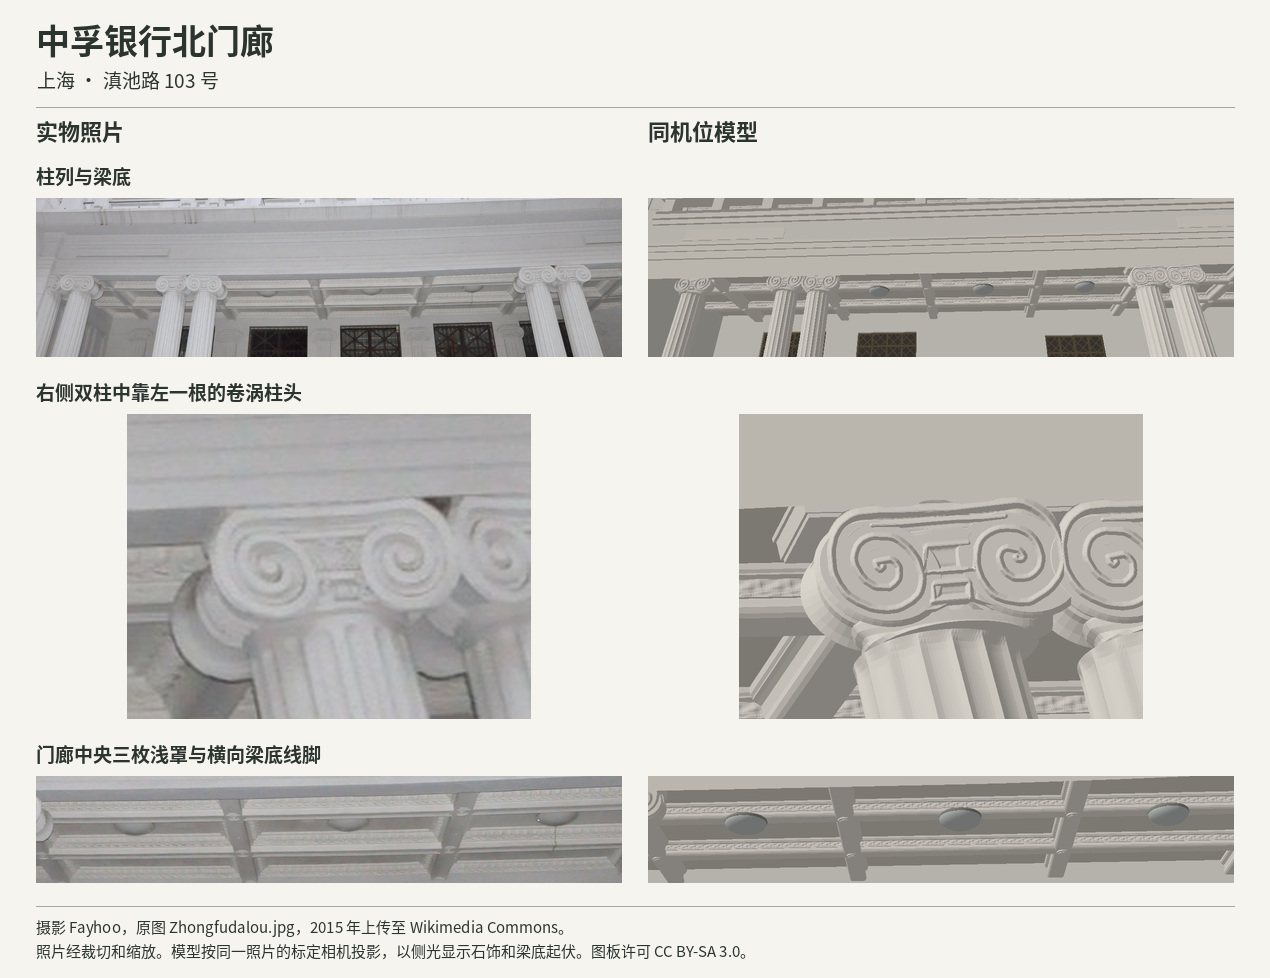 中孚银行北门廊
上海 · 滇池路 103 号
实物照片
同机位模型
柱列与梁底
右侧双柱中靠左一根的卷涡柱头
门廊中央三枚浅罩与横向梁底线脚
摄影 Fayhoo，原图 Zhongfudalou.jpg，2015 年上传至 Wikimedia Commons。
照片经裁切和缩放。模型按同一照片的标定相机投影，以侧光显示石饰和梁底起伏。图板许可 CC BY-SA 3.0。